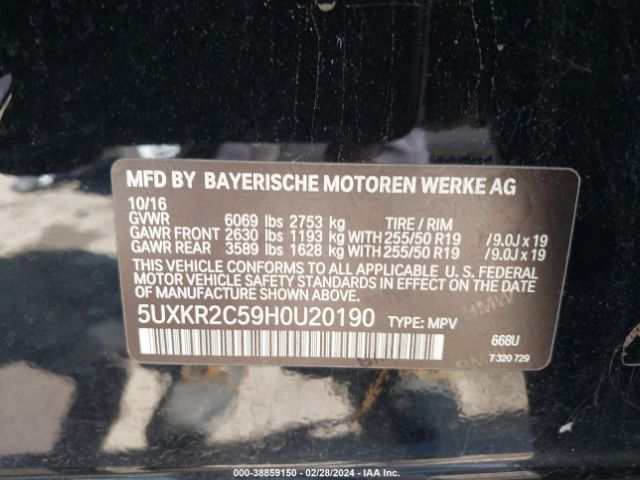 MFD BY BAYERISCHE MOTOREN WERKE AG
10/16
GVWR 6069 lbs 2753 kg TIRE / RIM
GAWR FRONT 2630 lbs 1193 kg WITH 255/50 R19 /9.0J x 19
GAWR REAR 3589 lbs 1628 kg WITH 255/50 R19 /9.0J x 19
THIS VEHICLE CONFORMS TO ALL APPLICABLE U. S. FEDERAL
MOTOR VEHICLE SAFETY STANDARDS IN EFFECT ON THE DATE
OF MANUFACTURE SHOWN ABOVE.
5UXKR2C59H0U20190 TYPE: MPV
668U
7 320 729
000-38859150 - 02/28/2024 - IAA Inc.